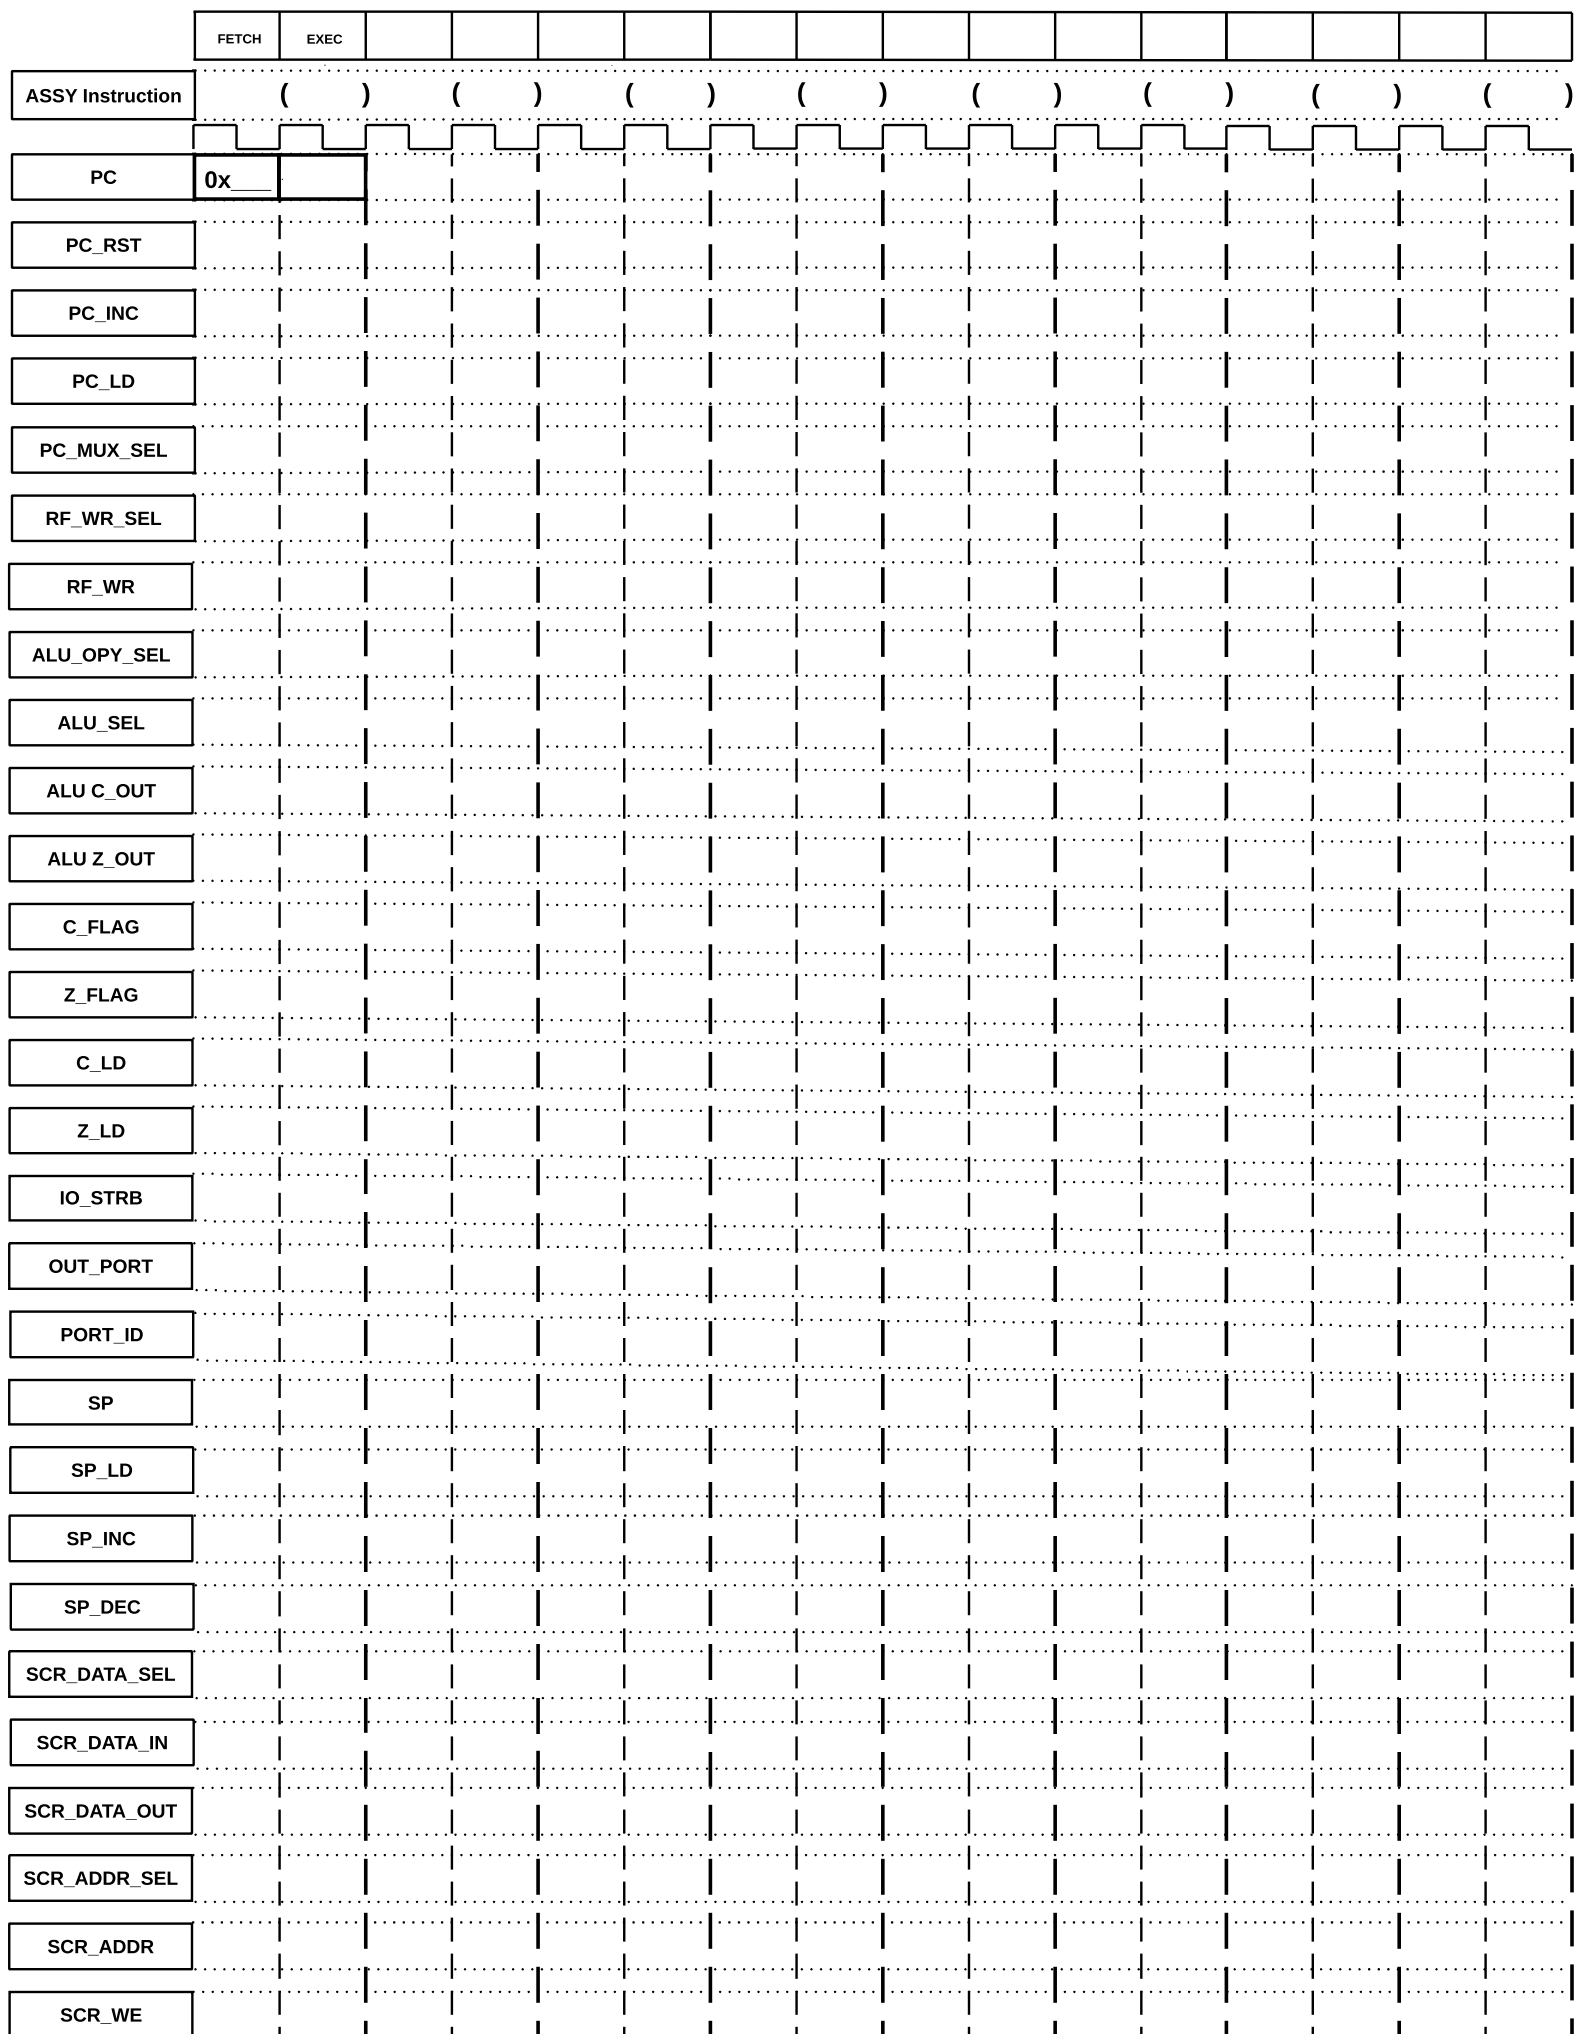 FETCH EXEC
ASSY Instruction ( ) ( ) ( ) ( ) ( ) ( ) ( ) ( )
PC 0x___
PC_RST
PC_INC
PC_LD
PC_MUX_SEL
RF_WR_SEL
RF_WR
ALU_OPY_SEL
ALU_SEL
ALU C_OUT
ALU Z_OUT
C_FLAG
Z_FLAG
C_LD
Z_LD
IO_STRB
OUT_PORT
PORT_ID
SP
SP_LD
SP_INC
SP_DEC
SCR_DATA_SEL
SCR_DATA_IN
SCR_DATA_OUT
SCR_ADDR_SEL
SCR_ADDR
SCR_WE